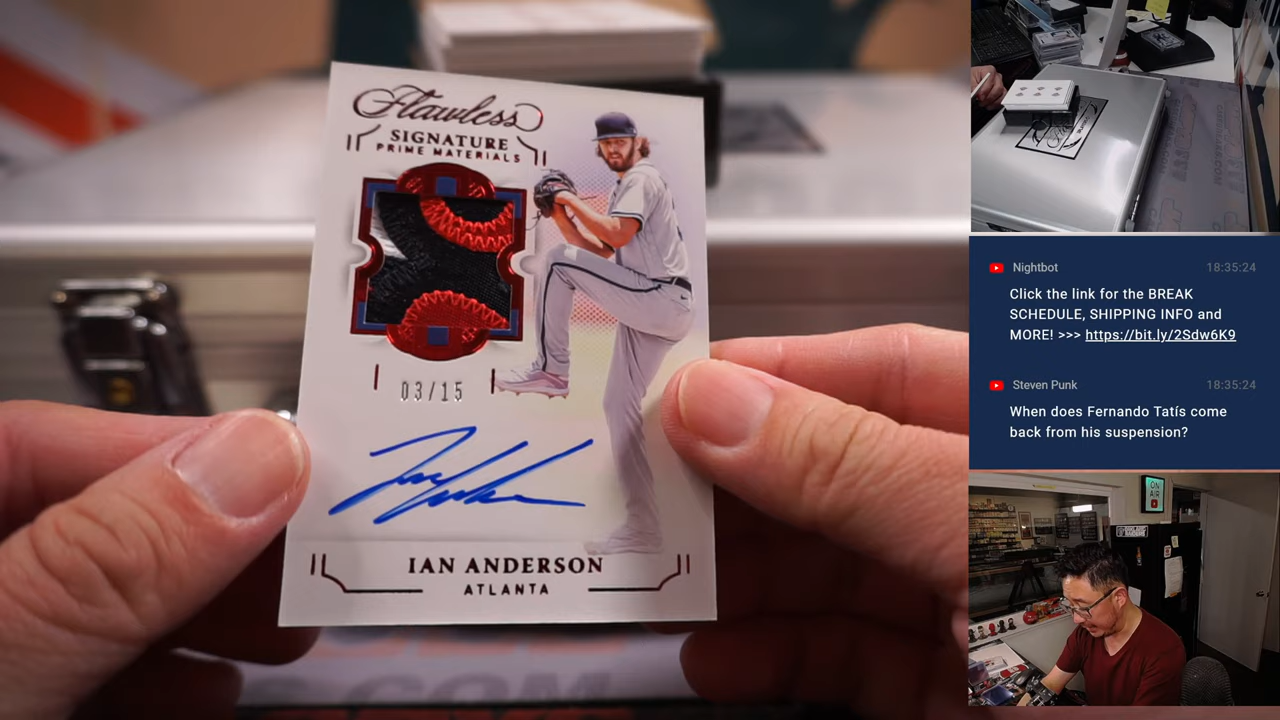 Flawless
SIGNATURE
PRIME MATERIALS
03/15
IAN ANDERSON
ATLANTA
Nightbot 18:35:24
Click the link for the BREAK
SCHEDULE, SHIPPING INFO and
MORE! >>> https://bit.ly/2Sdw6K9
Steven Punk 18:35:24
When does Fernando Tatís come
back from his suspension?
ON
AIR